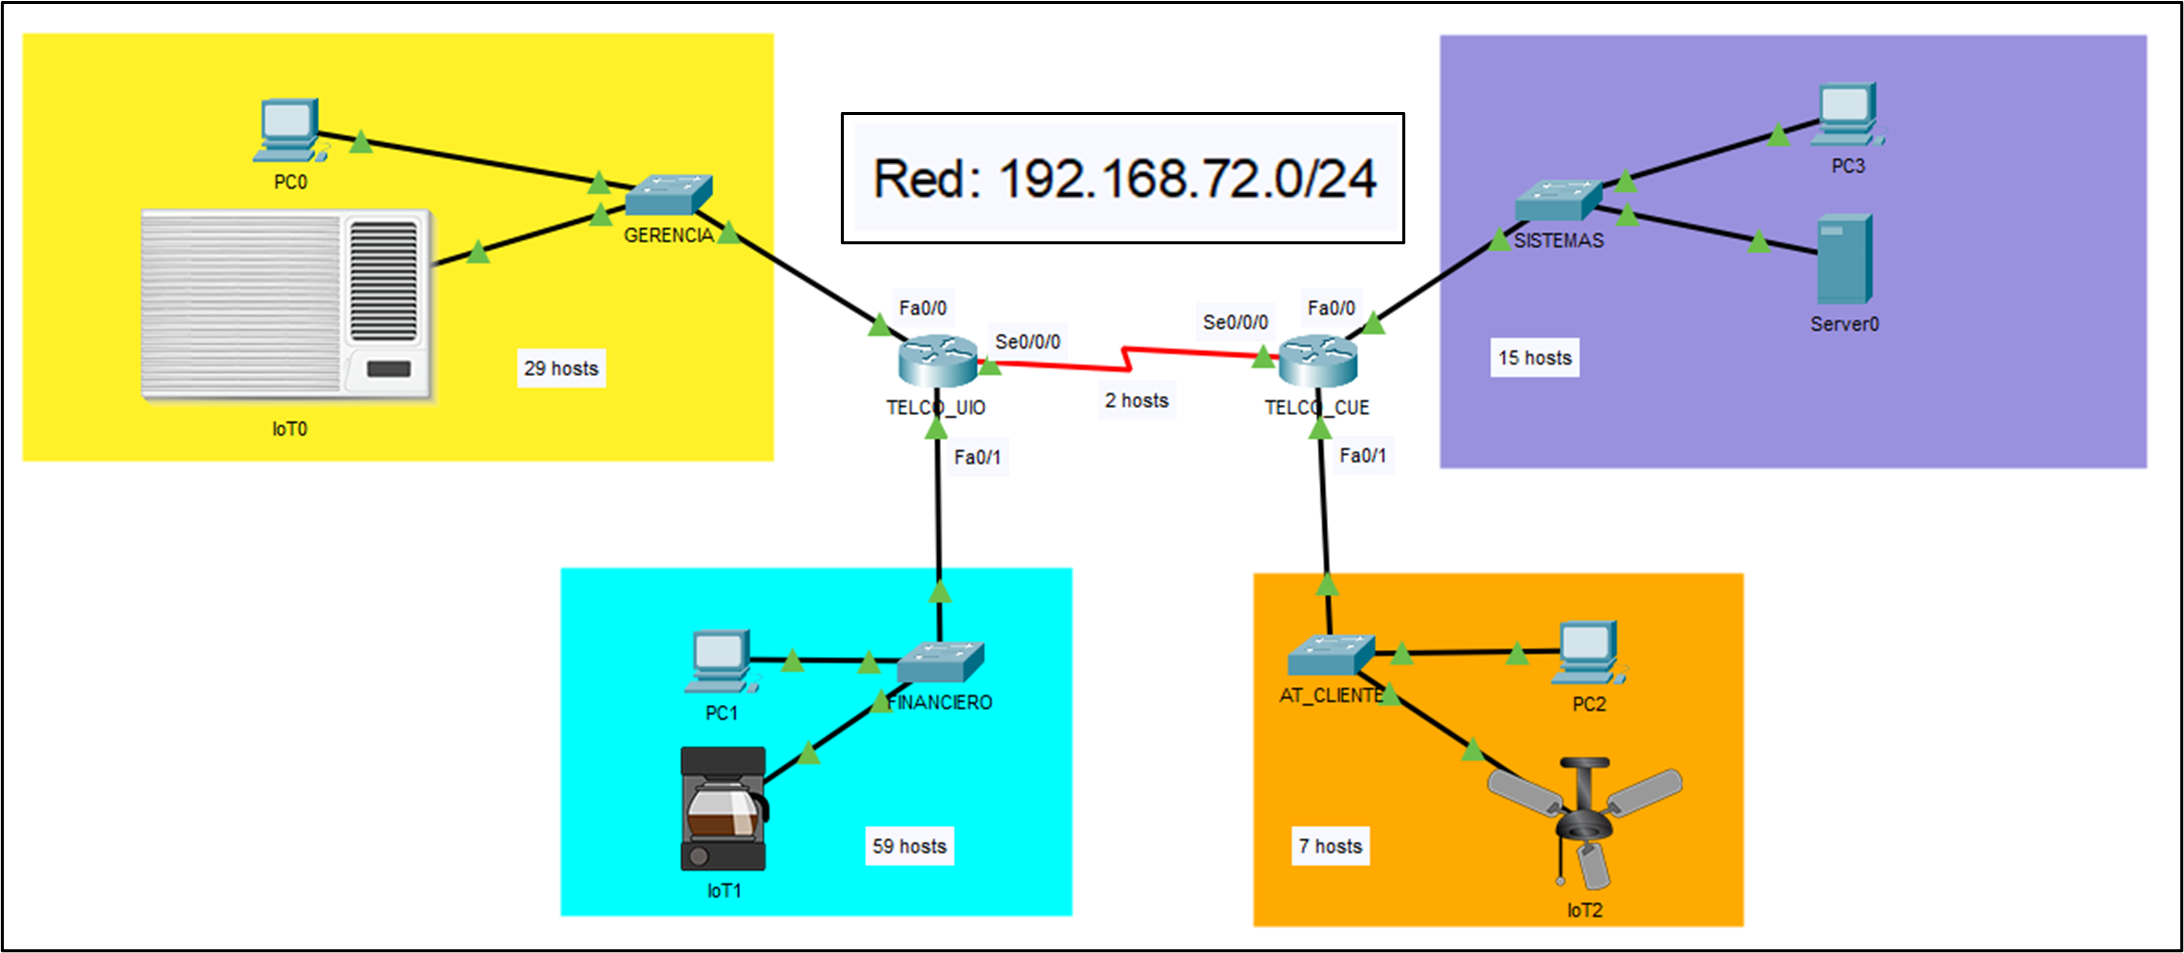 PC0
GERENCIA
IoT0
29 hosts
Red: 192.168.72.0/24
PC3
SISTEMAS
Server0
15 hosts
Fa0/0
Se0/0/0
TELCO_UIO
Fa0/1
2 hosts
Se0/0/0
Fa0/0
TELCO_CUE
Fa0/1
PC1
FINANCIERO
IoT1
59 hosts
AT_CLIENTE
PC2
7 hosts
IoT2